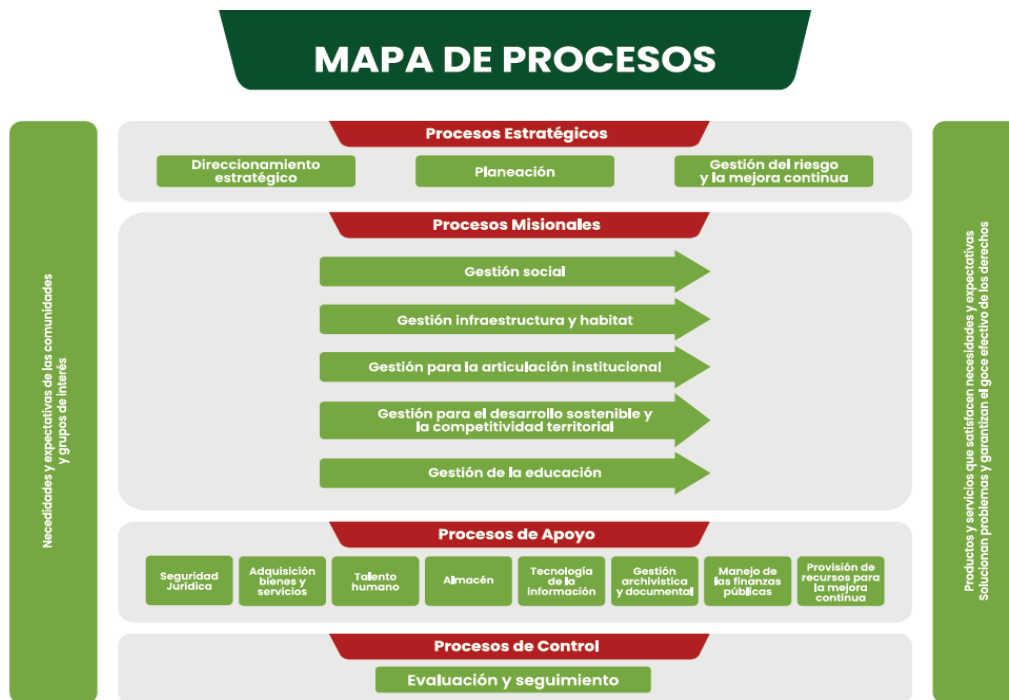 MAPA DE PROCESOS
Necesidades y expectativas de las comunidades
y grupos de interés
Procesos Estratégicos
Direccionamiento
estratégico
Planeación
Gestión del riesgo
y la mejora continua
Procesos Misionales
Gestión social
Gestión infraestructura y habitat
Gestión para la articulación institucional
Gestión para el desarrollo sostenible y
la competitividad territorial
Gestión de la educación
Procesos de Apoyo
Seguridad
Jurídica
Adquisición
bienes y
servicios
Talento
humano
Almacén
Tecnología
de la
información
Gestión
archivística
y documental
Manejo de
las finanzas
públicas
Provisión de
recursos para
la mejora
continua
Procesos de Control
Evaluación y seguimiento
Productos y servicios que satisfacen necesidades y expectativas
Solucionan problemas y garantizan el goce efectivo de los derechos